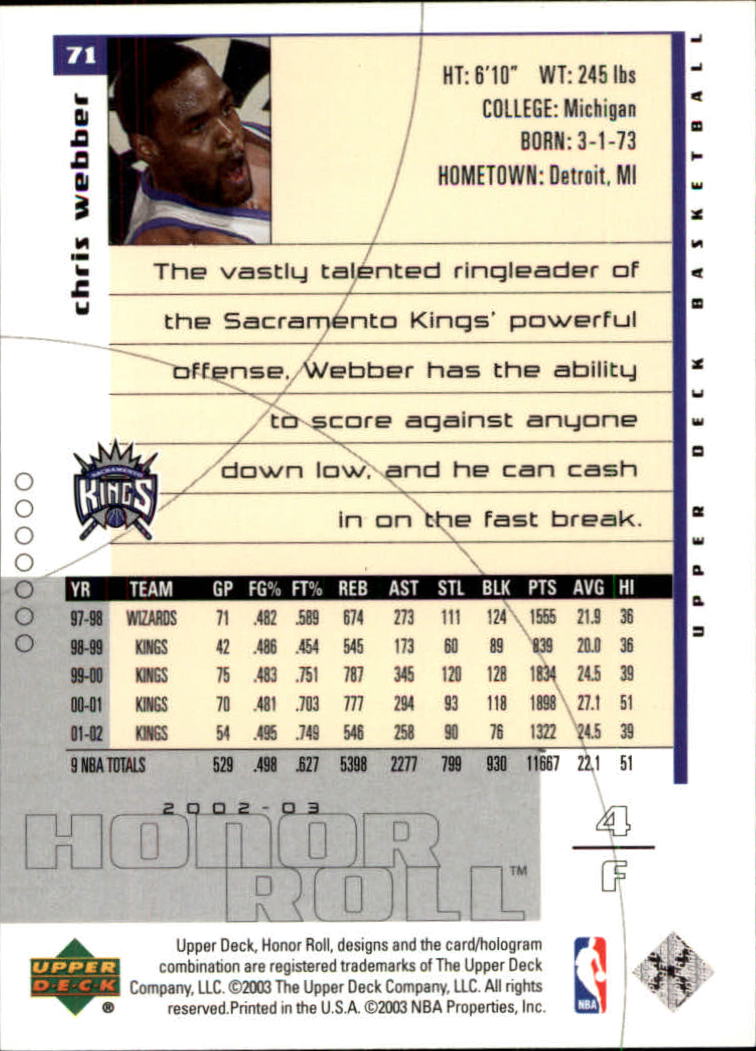 71
chris webber
HT: 6'10" WT: 245 lbs
COLLEGE: Michigan
BORN: 3-1-73
HOMETOWN: Detroit, MI
UPPER DECK BASKETBALL
The vastly talented ringleader of
the Sacramento Kings' powerful
offense, Webber has the ability
to score against anyone
down low, and he can cash
in on the fast break.
SACRAMENTO
KINGS
YR TEAM GP FG% FT% REB AST STL BLK PTS AVG HI
97-98 WIZARDS 71 .482 .589 674 273 111 124 1555 21.9 36
98-99 KINGS 42 .486 .454 545 173 60 89 839 20.0 36
99-00 KINGS 75 .483 .751 787 345 120 128 1834 24.5 39
00-01 KINGS 70 .481 .703 777 294 93 118 1898 27.1 51
01-02 KINGS 54 .495 .749 546 258 90 76 1322 24.5 39
9 NBA TOTALS 529 .498 .627 5398 2277 799 930 11667 22.1 51
2002-03
HONOR
ROLL™
4
F
UPPER
D·E·C·K
®
Upper Deck, Honor Roll, designs and the card/hologram
combination are registered trademarks of The Upper Deck
Company, LLC. ©2003 The Upper Deck Company, LLC. All rights
reserved.Printed in the U.S.A. ©2003 NBA Properties, Inc.
NBA